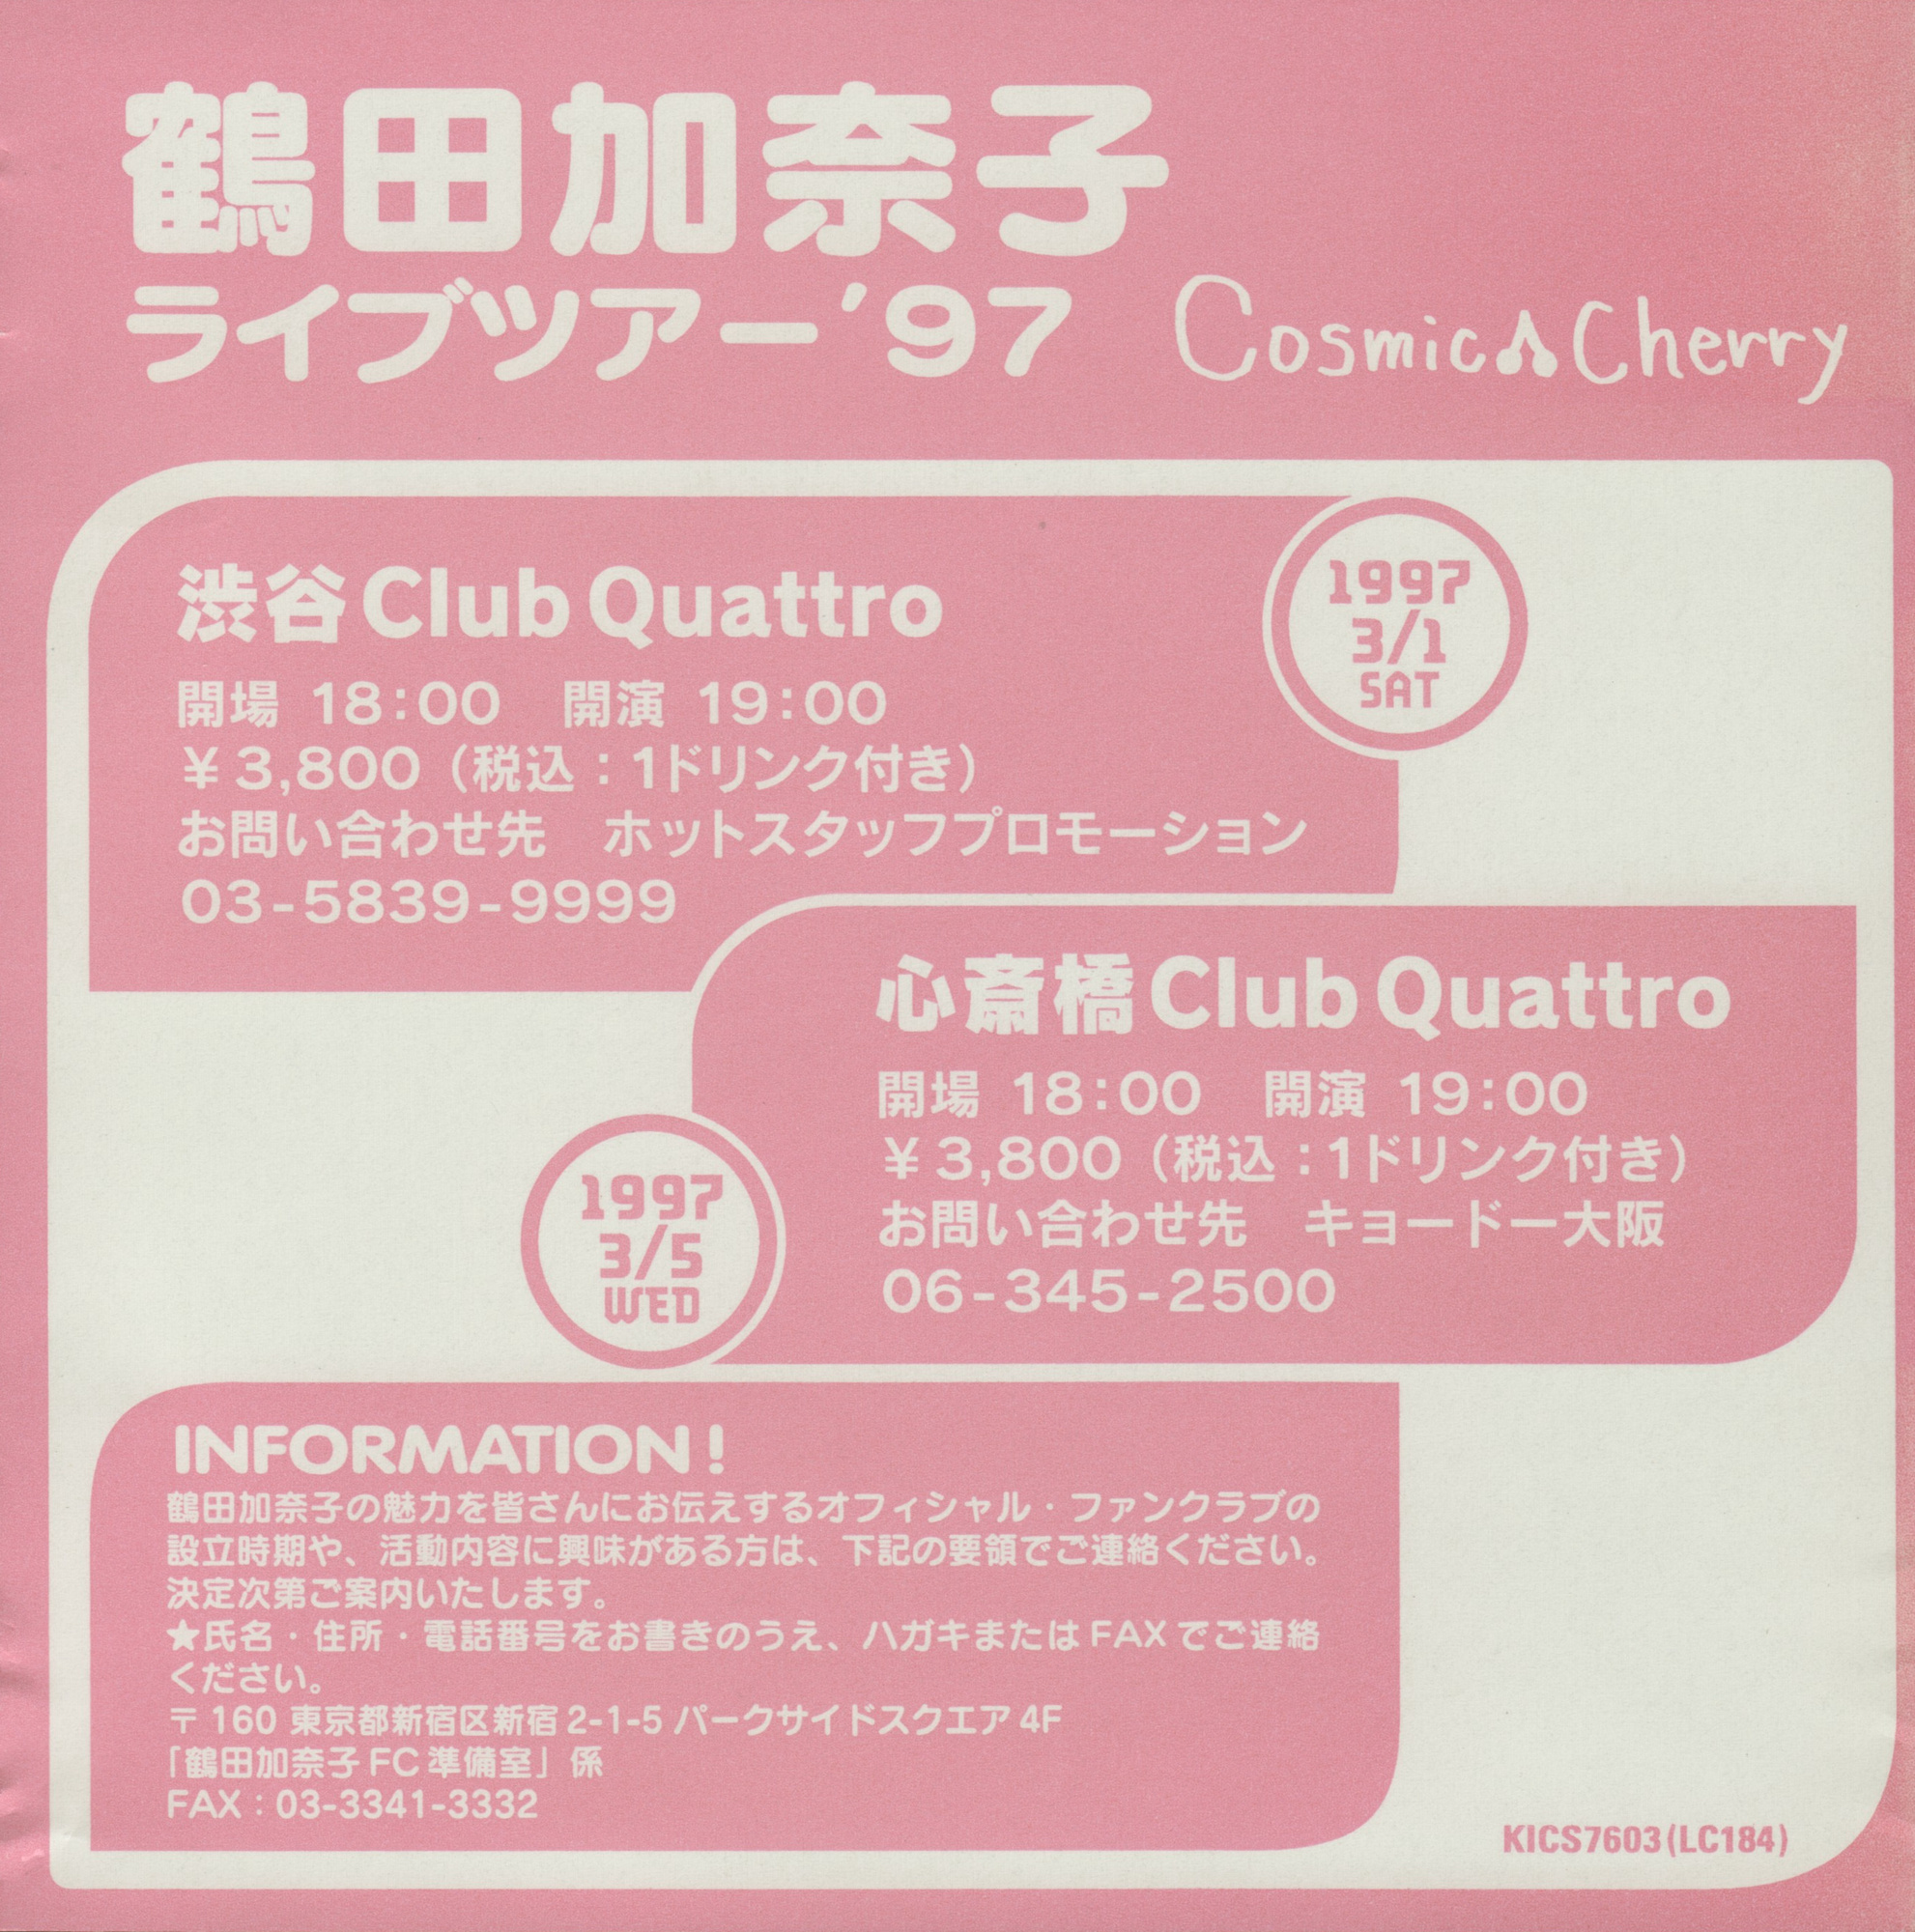 鶴田加奈子
ライブツアー'97 Cosmic Cherry
1997
3/1
SAT
渋谷Club Quattro
開場 18:00 開演 19:00
¥3,800(税込:1ドリンク付き)
お問い合わせ先 ホットスタッフプロモーション
03-5839-9999
心斎橋Club Quattro
開場 18:00 開演 19:00
¥3,800(税込:1ドリンク付き)
お問い合わせ先 キョードー大阪
06-345-2500
1997
3/5
WED
INFORMATION!
鶴田加奈子の魅力を皆さんにお伝えするオフィシャル・ファンクラブの
設立時期や、活動内容に興味がある方は、下記の要領でご連絡ください。
決定次第ご案内いたします。
★氏名・住所・電話番号をお書きのうえ、ハガキまたはFAXでご連絡
ください。
〒160 東京都新宿区新宿2-1-5 パークサイドスクエア4F
「鶴田加奈子FC準備室」係
FAX:03-3341-3332
KICS7603(LC184)